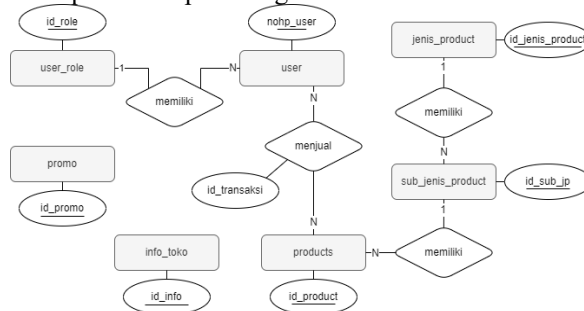 id_role
nohp_user
jenis_product
id_jenis_product
user_role
1
N
user
memiliki
1
N
memiliki
menjual
promo
id_transaksi
N
sub_jenis_product
id_sub_jp
id_promo
1
N
info_toko
products
N
memiliki
id_info
id_product